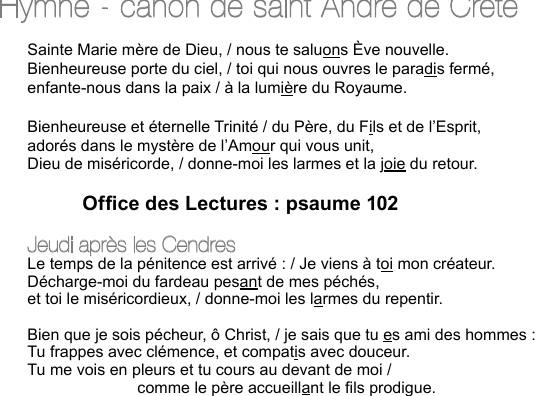 Hymne - canon de saint André de Crète
Sainte Marie mère de Dieu, / nous te saluons Ève nouvelle.
Bienheureuse porte du ciel, / toi qui nous ouvres le paradis fermé,
enfante-nous dans la paix / à la lumière du Royaume.
Bienheureuse et éternelle Trinité / du Père, du Fils et de l’Esprit,
adorés dans le mystère de l’Amour qui vous unit,
Dieu de miséricorde, / donne-moi les larmes et la joie du retour.
Office des Lectures : psaume 102
Jeudi après les Cendres
Le temps de la pénitence est arrivé : / Je viens à toi mon créateur.
Décharge-moi du fardeau pesant de mes péchés,
et toi le miséricordieux, / donne-moi les larmes du repentir.
Bien que je sois pécheur, ô Christ, / je sais que tu es ami des hommes :
Tu frappes avec clémence, et compatis avec douceur.
Tu me vois en pleurs et tu cours au devant de moi /
comme le père accueillant le fils prodigue.